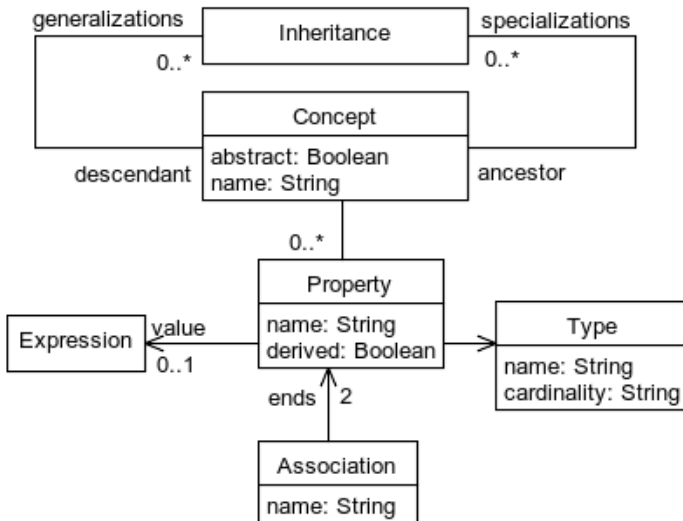 generalizations
Inheritance
specializations
0..*
0..*
Concept
abstract: Boolean
name: String
descendant
ancestor
0..*
Property
name: String
derived: Boolean
Expression
value
0..1
Type
name: String
cardinality: String
ends
2
Association
name: String